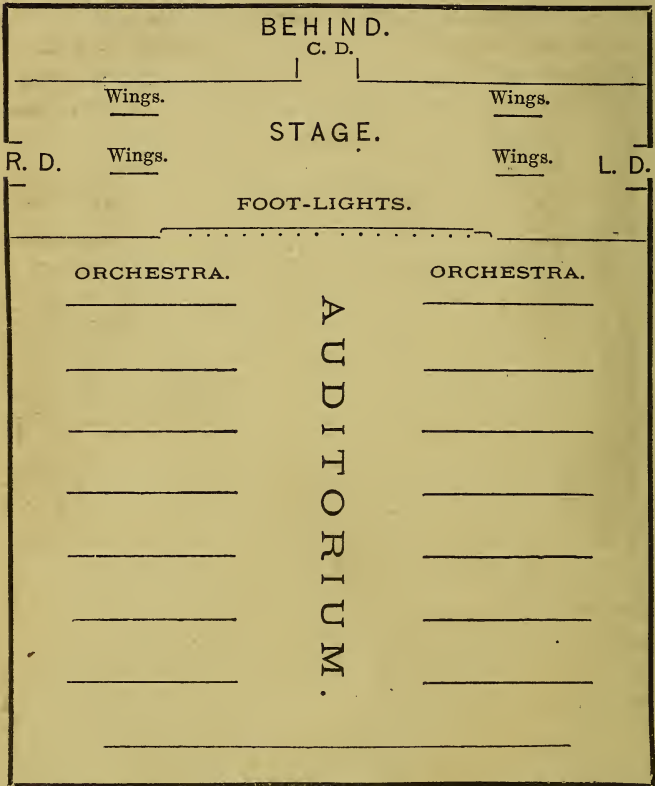 BEHIND.
C. D.
Wings. Wings.
STAGE.
R. D. Wings. Wings. L. D.
FOOT-LIGHTS.
ORCHESTRA. ORCHESTRA.
AUDITORIUM.